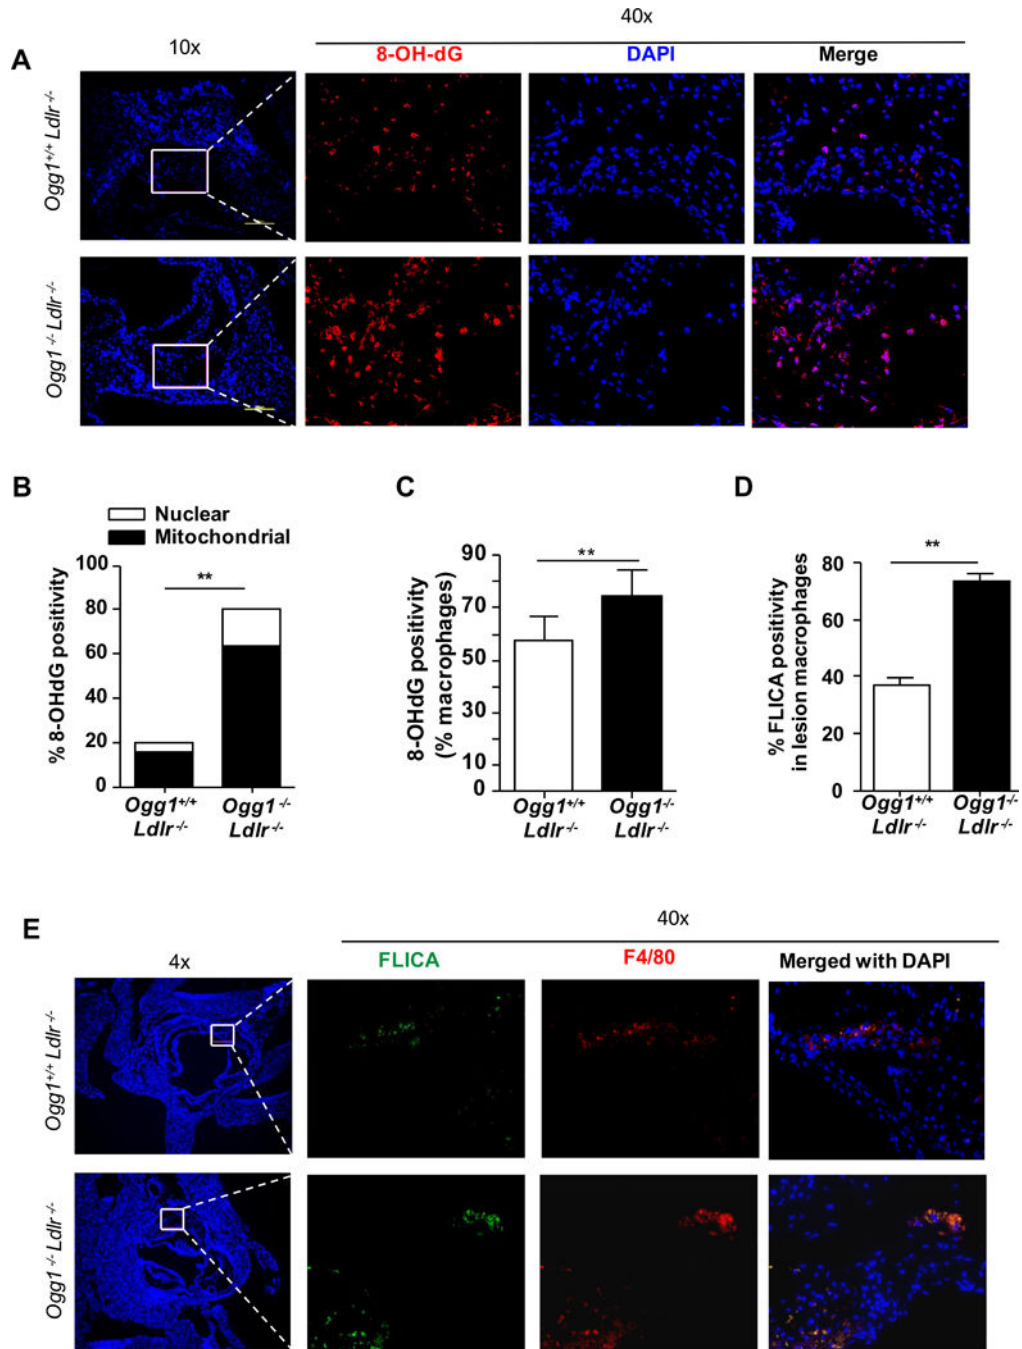 40x
10x
8-OH-dG
DAPI
Merge
A
Ogg1+/+ Ldlr-/-
Ogg1-/- Ldlr-/-
B
Nuclear
Mitochondrial
% 8-OHdG positivity
100
80
60
40
20
0
**
Ogg1+/+ Ogg1-/-
Ldlr-/- Ldlr-/-
C
8-OHdG positivity
(% macrophages)
90
70
50
30
10
0
**
Ogg1+/+ Ogg1-/-
Ldlr-/- Ldlr-/-
D
% FLICA positivity
in lesion macrophages
80
60
40
20
0
**
Ogg1+/+ Ogg1-/-
Ldlr-/- Ldlr-/-
E
40x
4x
FLICA
F4/80
Merged with DAPI
Ogg1+/+ Ldlr-/-
Ogg1-/- Ldlr-/-